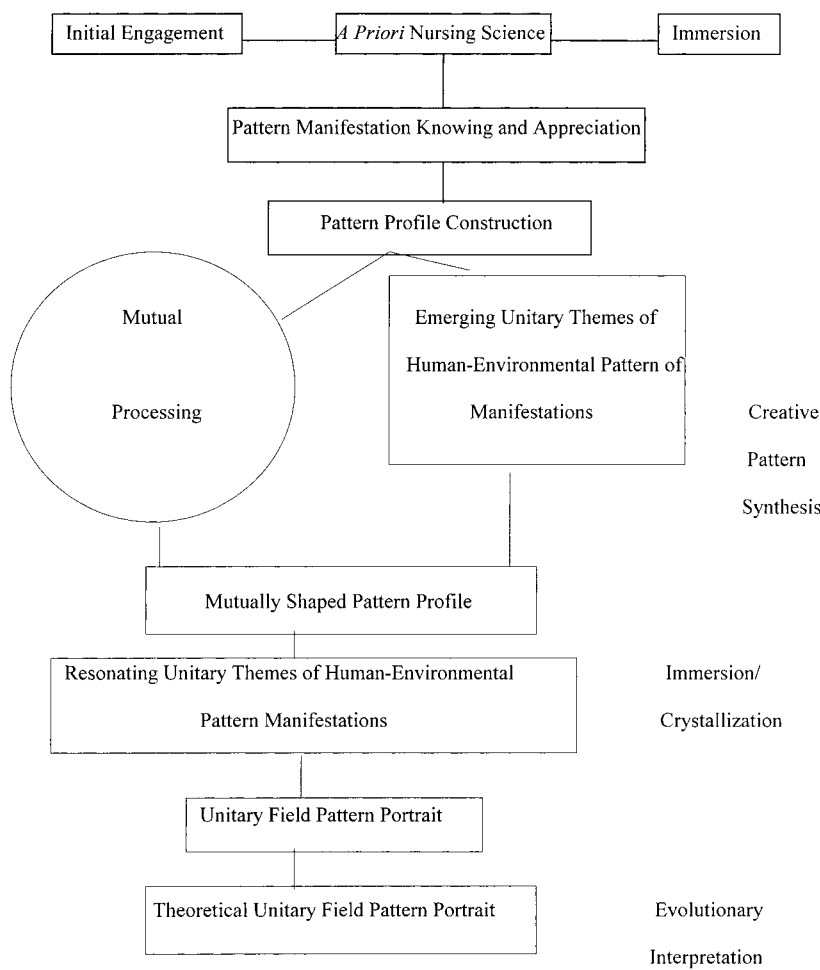 Initial Engagement
A Priori Nursing Science
Immersion
Pattern Manifestation Knowing and Appreciation
Pattern Profile Construction
Mutual
Processing
Emerging Unitary Themes of
Human-Environmental Pattern of
Manifestations
Creative
Pattern
Synthesis
Mutually Shaped Pattern Profile
Resonating Unitary Themes of Human-Environmental
Pattern Manifestations
Immersion/
Crystallization
Unitary Field Pattern Portrait
Theoretical Unitary Field Pattern Portrait
Evolutionary
Interpretation